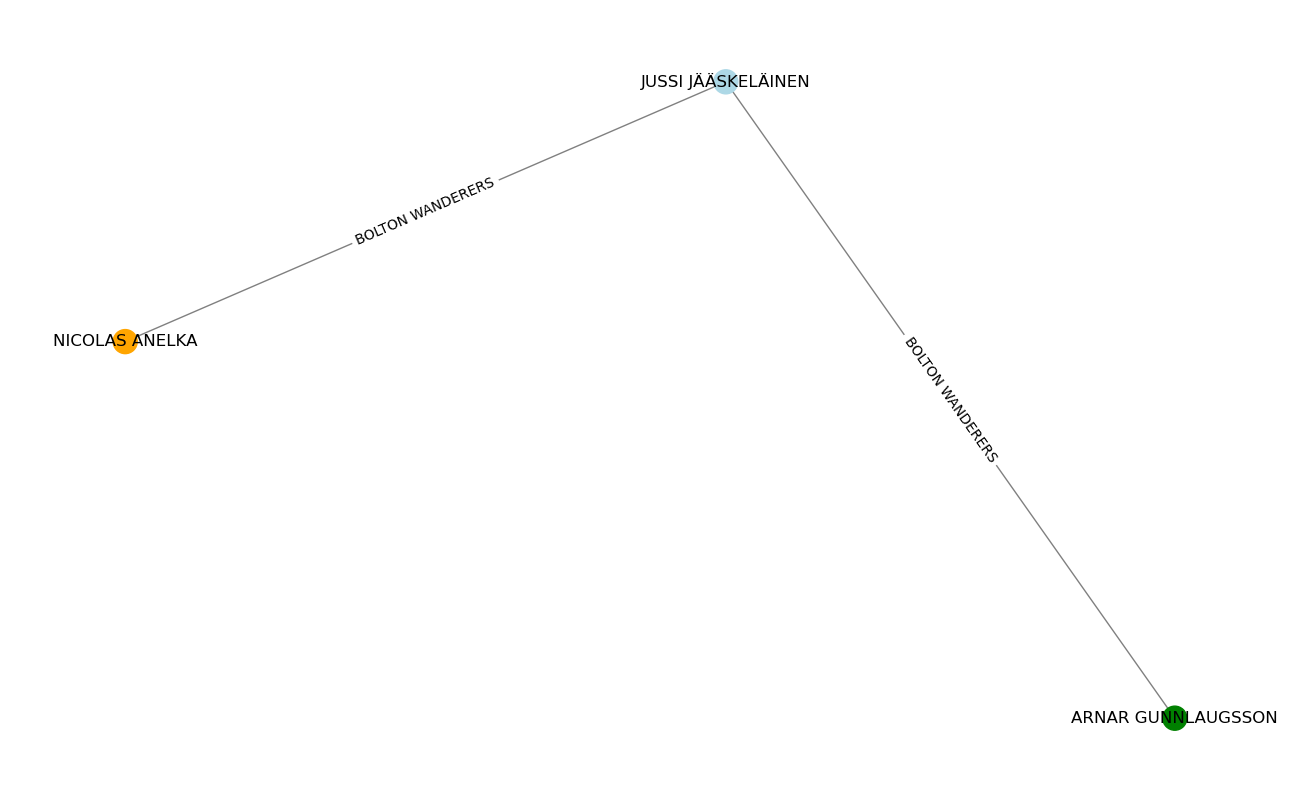 JUSSI JÄÄSKELÄINEN
BOLTON WANDERERS
NICOLAS ANELKA
BOLTON WANDERERS
ARNAR GUNNLAUGSSON